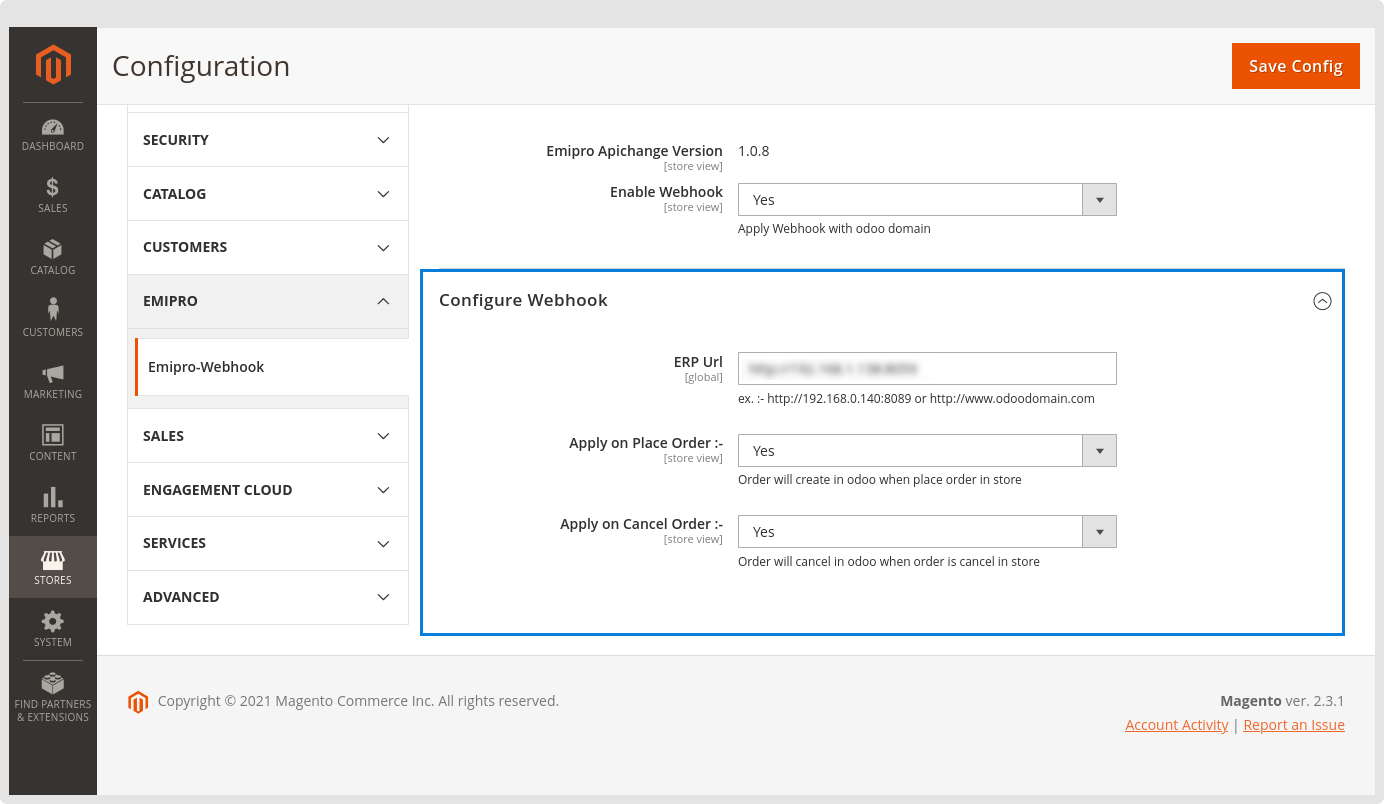 Configuration
Save Config
DASHBOARD
SALES
CATALOG
CUSTOMERS
MARKETING
CONTENT
REPORTS
STORES
SYSTEM
FIND PARTNERS
& EXTENSIONS
SECURITY
CATALOG
CUSTOMERS
EMIPRO
Emipro-Webhook
SALES
ENGAGEMENT CLOUD
SERVICES
ADVANCED
Emipro Apichange Version 1.0.8
[store view]
Enable Webhook Yes
[store view]
Apply Webhook with odoo domain
Configure Webhook
ERP Url
[global]
ex. :- http://192.168.0.140:8089 or http://www.odoodomain.com
Apply on Place Order :- Yes
[store view]
Order will create in odoo when place order in store
Apply on Cancel Order :- Yes
[store view]
Order will cancel in odoo when order is cancel in store
Copyright © 2021 Magento Commerce Inc. All rights reserved.
Magento ver. 2.3.1
Account Activity | Report an Issue